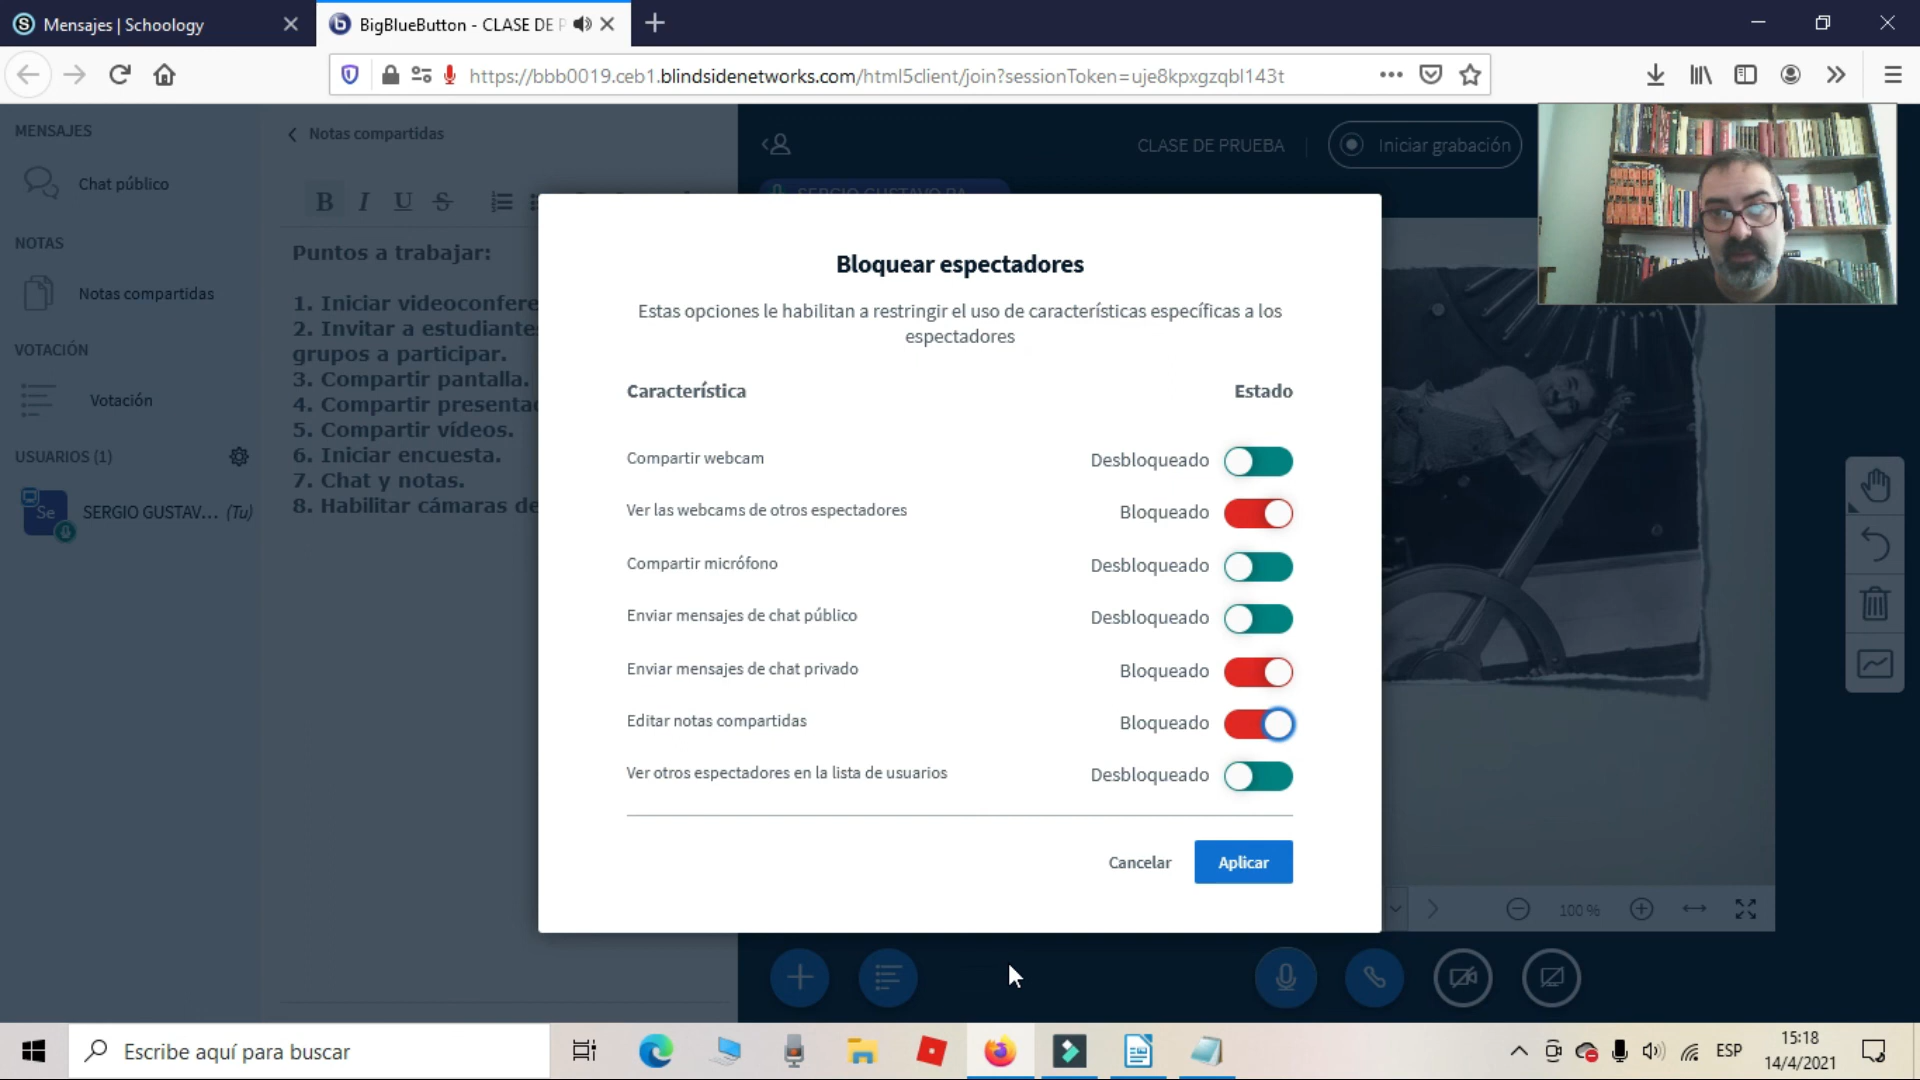 Mensajes | Schoology
BigBlueButton - CLASE DE P
https://bbb0019.ceb1.blindsidenetworks.com/html5client/join?sessionToken=uje8kpxgzqbl143t
MENSAJES
Chat público
NOTAS
Notas compartidas
VOTACIÓN
Votación
USUARIOS (1)
Se
SERGIO GUSTAV... (Tu)
Notas compartidas
B I U S
Puntos a trabajar:
1. Iniciar videoconfere
2. Invitar a estudiante
grupos a participar.
3. Compartir pantalla.
4. Compartir presentac
5. Compartir vídeos.
6. Iniciar encuesta.
7. Chat y notas.
8. Habilitar cámaras de
CLASE DE PRUEBA
Iniciar grabación
SERGIO GUSTAVO
Bloquear espectadores
Estas opciones le habilitan a restringir el uso de características específicas a los
espectadores
Característica Estado
Compartir webcam Desbloqueado
Ver las webcams de otros espectadores Bloqueado
Compartir micrófono Desbloqueado
Enviar mensajes de chat público Desbloqueado
Enviar mensajes de chat privado Bloqueado
Editar notas compartidas Bloqueado
Ver otros espectadores en la lista de usuarios Desbloqueado
Cancelar Aplicar
100 %
Escribe aquí para buscar
ESP
15:18
14/4/2021